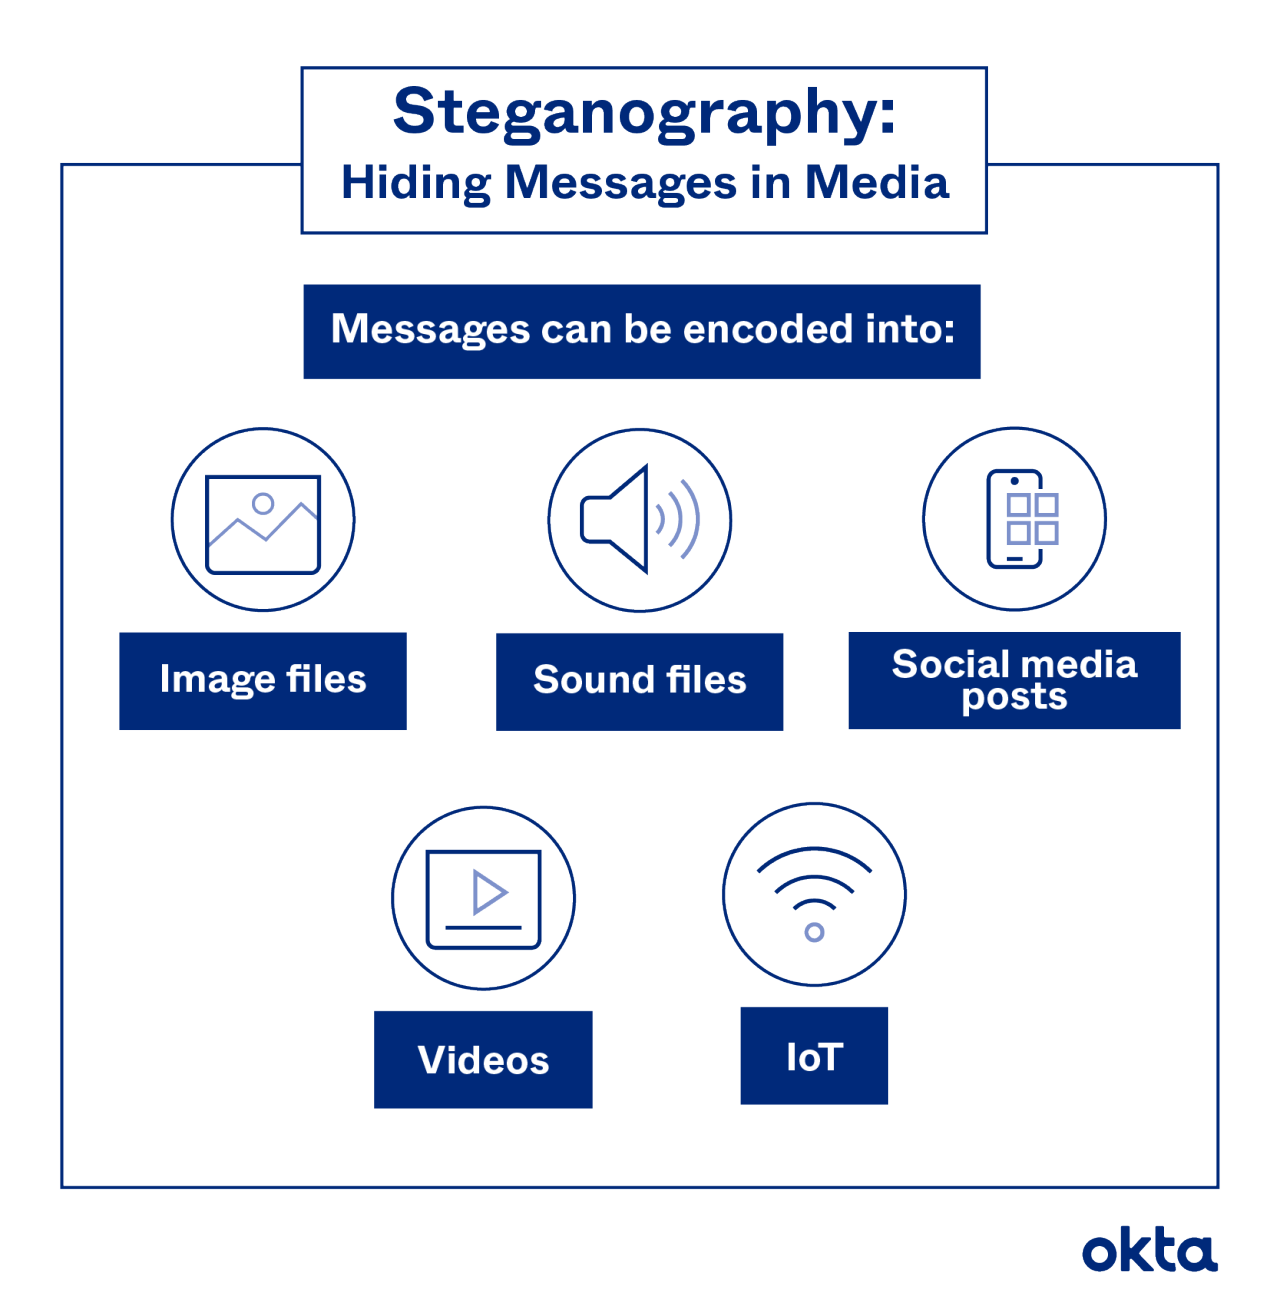 Steganography:
Hiding Messages in Media
Messages can be encoded into:
Image files
Sound files
Social media
posts
Videos
IoT
okta